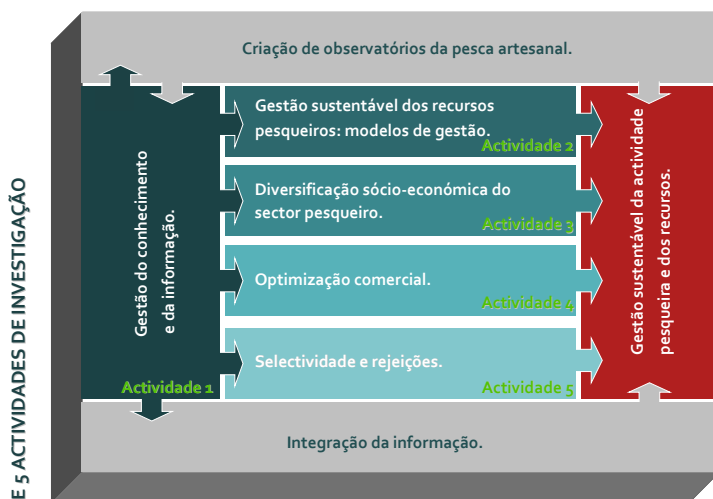 E 5 ACTIVIDADES DE INVESTIGAÇÃO
Criação de observatórios da pesca artesanal.
Gestão do conhecimento
e da informação.
Actividade 1
Gestão sustentável dos recursos
pesqueiros: modelos de gestão.
Actividade 2
Diversificação sócio-económica do
sector pesqueiro.
Actividade 3
Optimização comercial.
Actividade 4
Selectividade e rejeições.
Actividade 5
Gestão sustentável da actividade
pesqueira e dos recursos.
Integração da informação.